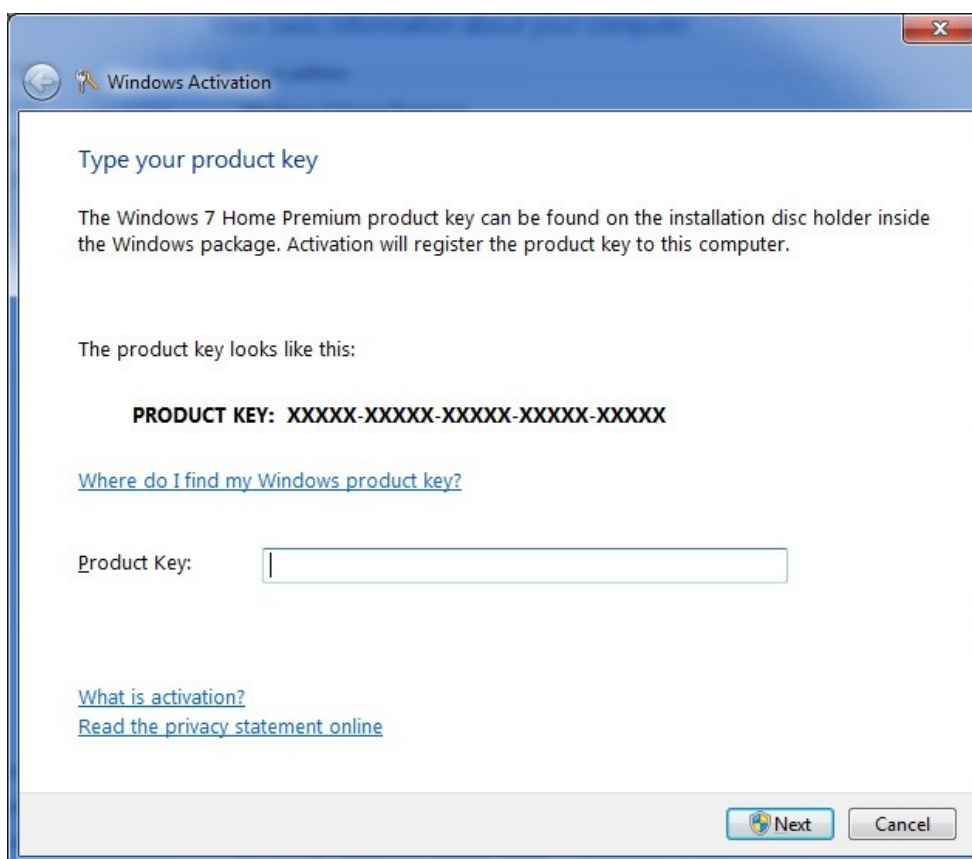 Windows Activation
Type your product key
The Windows 7 Home Premium product key can be found on the installation disc holder inside
the Windows package. Activation will register the product key to this computer.
The product key looks like this:
PRODUCT KEY: XXXXX-XXXXX-XXXXX-XXXXX-XXXXX
Where do I find my Windows product key?
Product Key:
What is activation?
Read the privacy statement online
Next Cancel